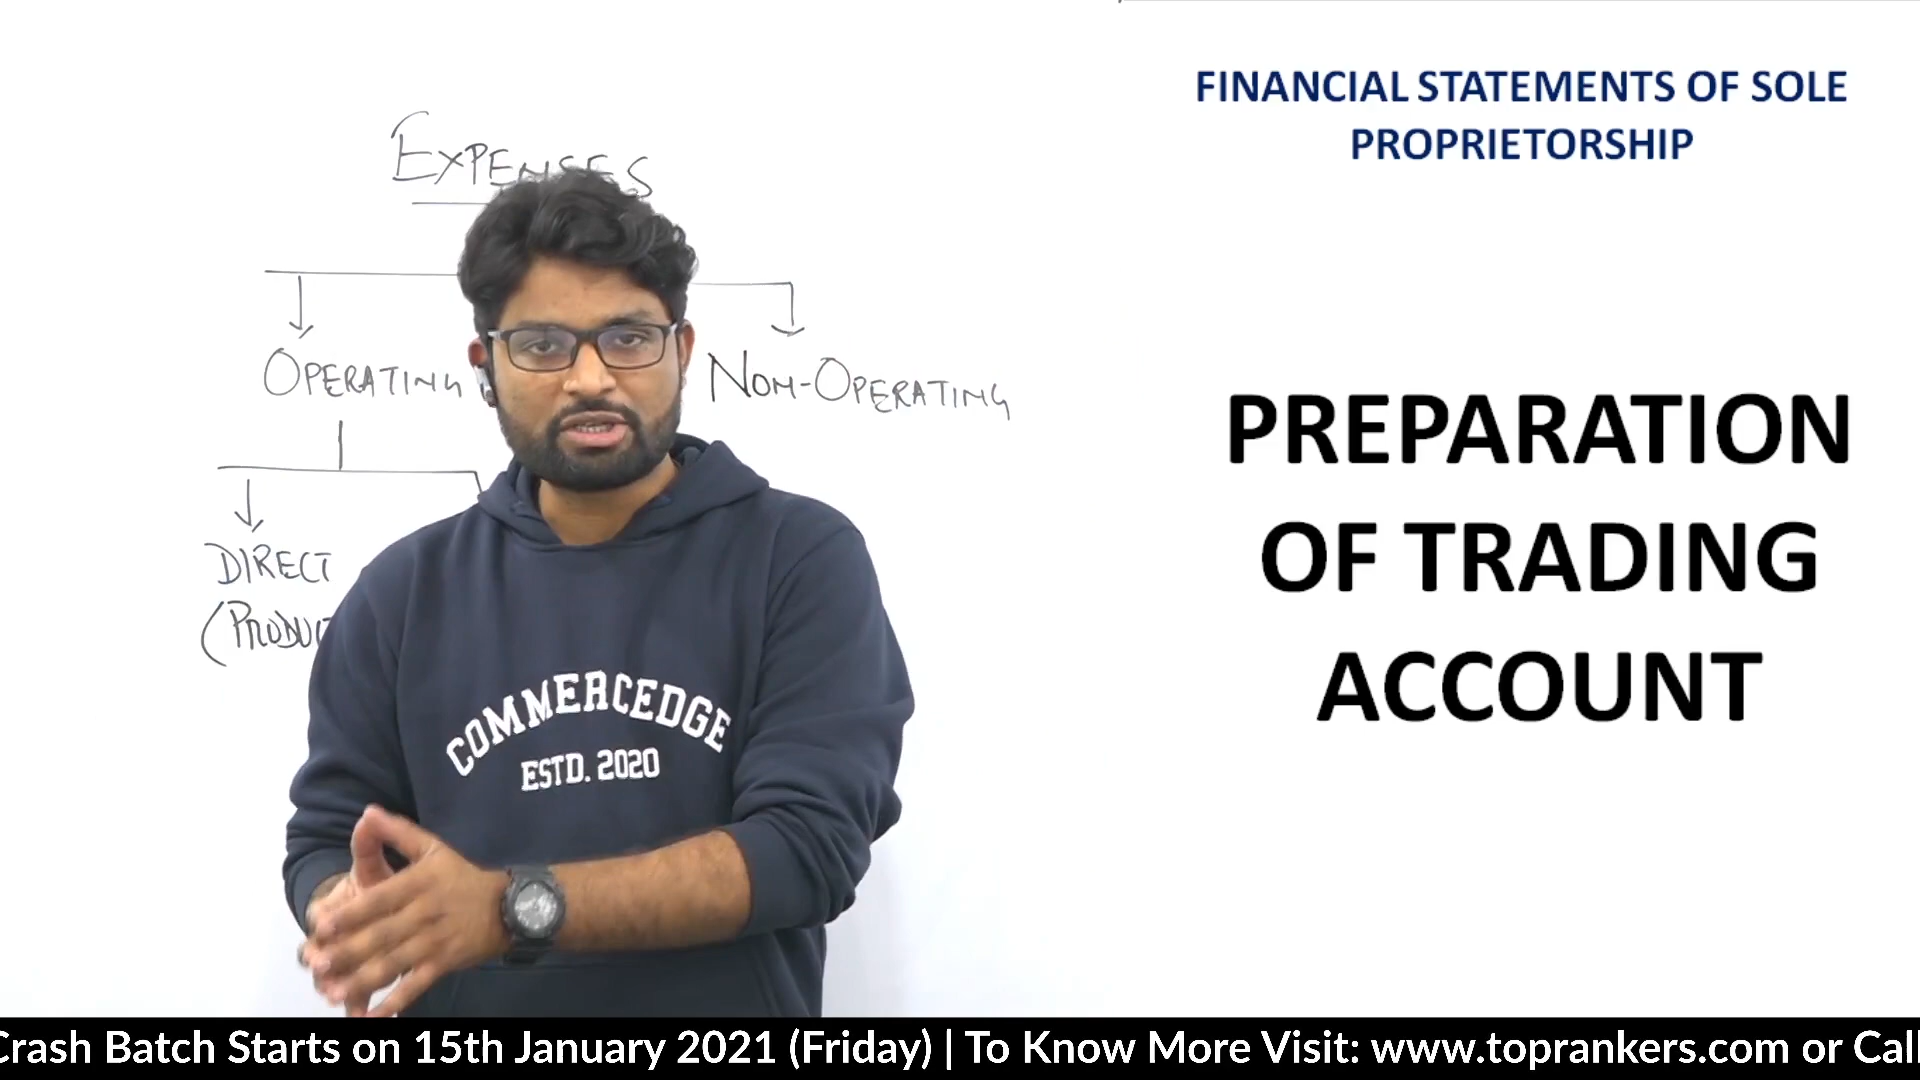 FINANCIAL STATEMENTS OF SOLE
PROPRIETORSHIP
EXPENSES
OPERATING
NON-OPERATING
DIRECT
PREPARATION
OF TRADING
ACCOUNT
COMMERCEDGE
ESTD. 2020
Crash Batch Starts on 15th January 2021 (Friday) | To Know More Visit: www.toprankers.com or Call